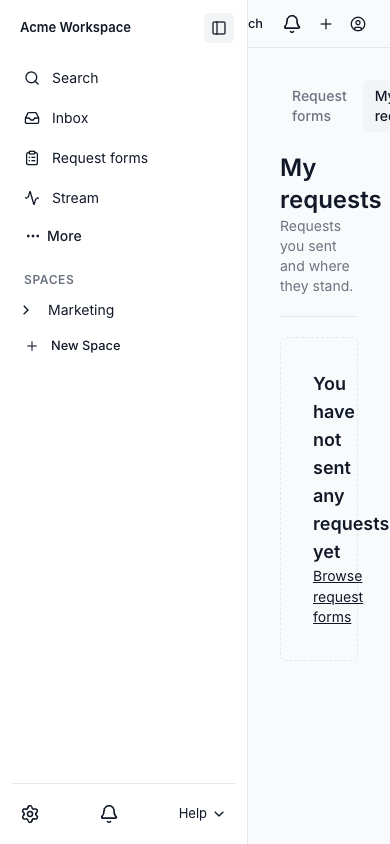 Acme Workspace
Search
Inbox
Request forms
Stream
More
SPACES
Marketing
New Space
Help
ch
Request
forms
My
My
requests
Requests
you sent
and where
they stand.
You
have
not
sent
any
requests
yet
Browse
request
forms